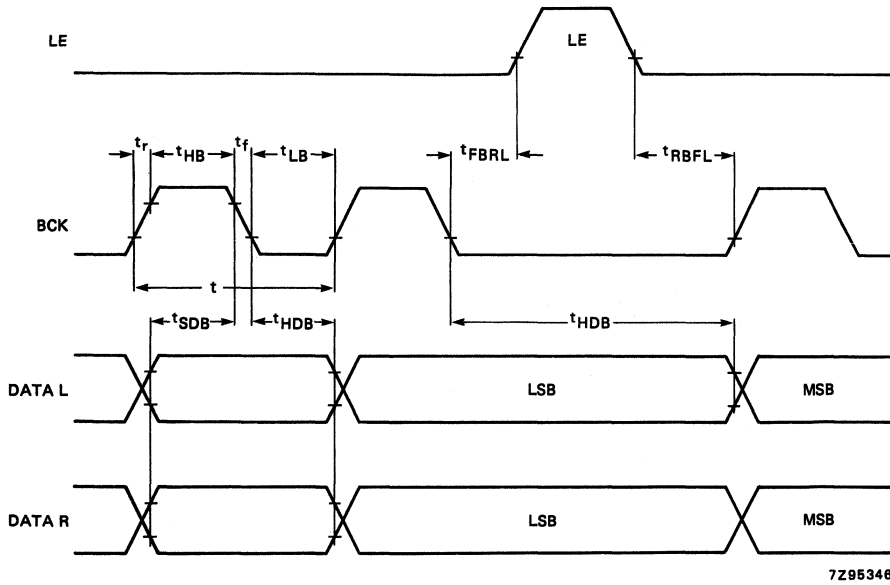 LE
LE
tr tHB tf tLB tFBRL tRBFL
BCK
t
tSDB tHDB tHDB
DATA L LSB MSB
DATA R LSB MSB
7Z95346